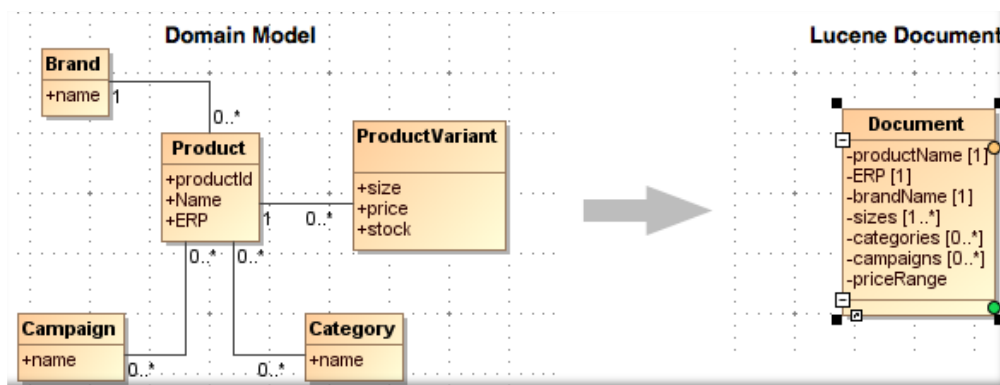 Domain Model
Lucene Document
Brand
+name
1
0..*
Product
+productId
+Name
+ERP
1
0..*
ProductVariant
+size
+price
+stock
0..*
0..*
Campaign
+name
0..*
0..*
Category
+name
Document
-productName [1]
-ERP [1]
-brandName [1]
-sizes [1..*]
-categories [0..*]
-campaigns [0..*]
-priceRange